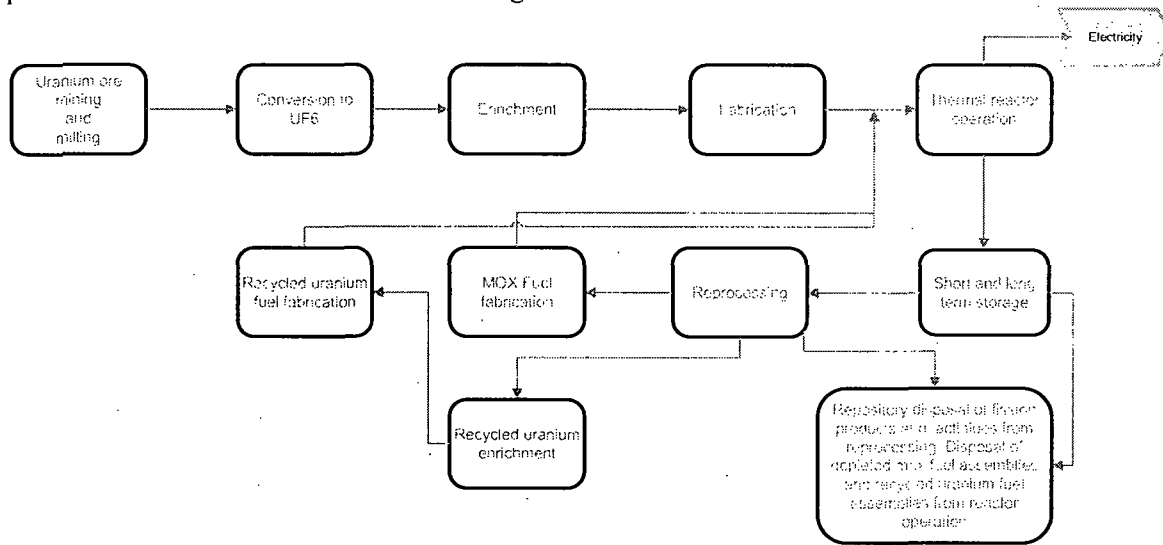 Electricity
Uranium ore
mining
and
milling
Conversion to
UF6
Enrichment
Fabrication
Thermal reactor
operation
Recycled uranium
fuel fabrication
MOX Fuel
fabrication
Reprocessing
Short and long
term storage
Recycled uranium
enrichment
Repository disposal of fission
products and actinides from
reprocessing. Disposal of
depleted mox fuel assemblies
and recycled uranium fuel
assemblies from reactor
operation